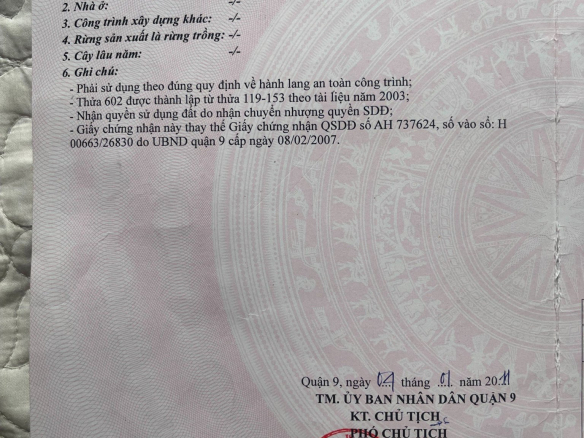 2. Nhà ở: -/-
3. Công trình xây dựng khác: -/-
4. Rừng sản xuất là rừng trồng: -/-
5. Cây lâu năm: -/-
6. Ghi chú:
- Phải sử dụng theo đúng quy định về hành lang an toàn công trình;
- Thửa 602 được thành lập từ thửa 119-153 theo tài liệu năm 2003;
- Nhận quyền sử dụng đất do nhận chuyển nhượng quyền SDĐ;
- Giấy chứng nhận này thay thế Giấy chứng nhận QSDĐ số AH 737624, số vào sổ: H
00663/26830 do UBND quận 9 cấp ngày 08/02/2007.
Quận 9, ngày 04 tháng 01 năm 2011
TM. ỦY BAN NHÂN DÂN QUẬN 9
KT. CHỦ TỊCH
PHÓ CHỦ TỊCH